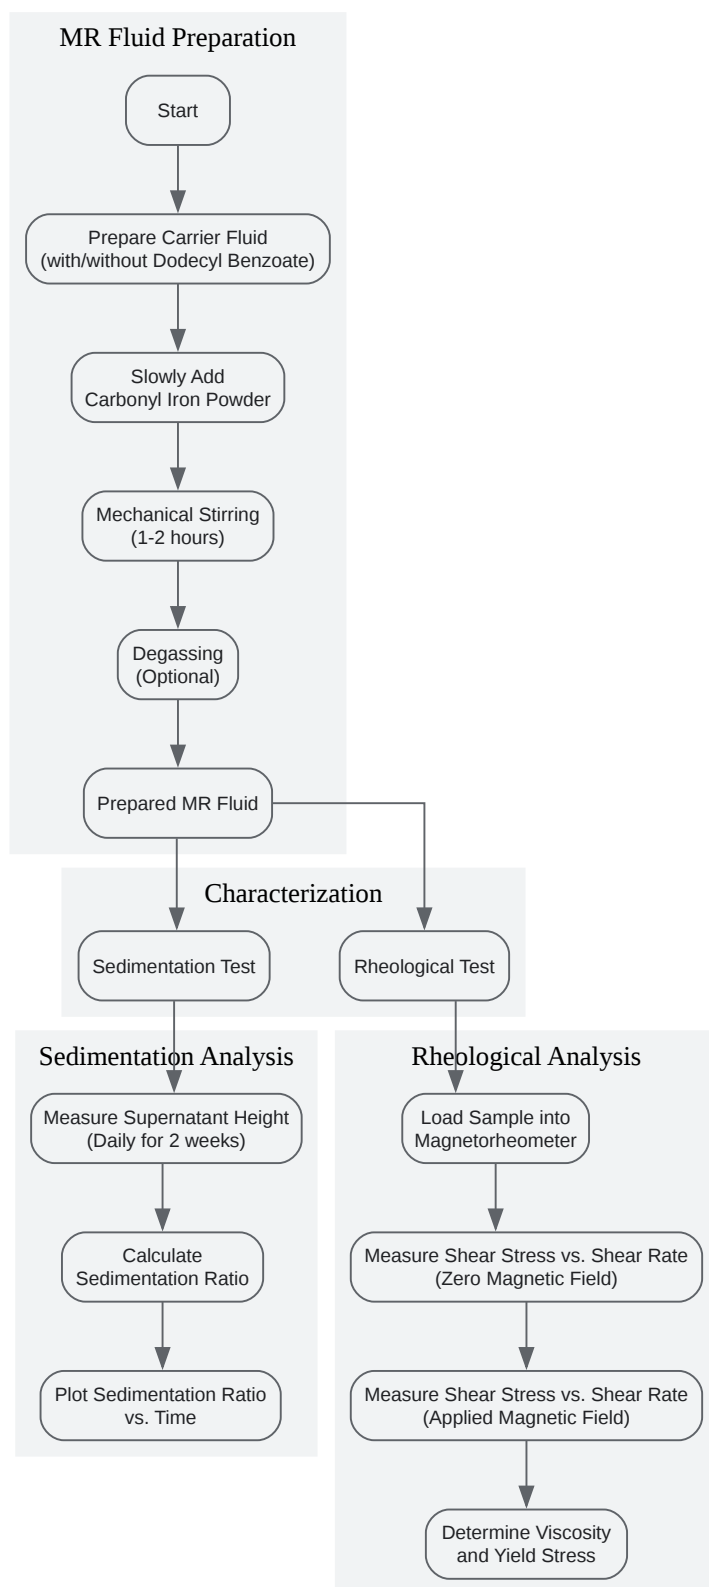 MR Fluid Preparation
Start
Prepare Carrier Fluid
(with/without Dodecyl Benzoate)
Slowly Add
Carbonyl Iron Powder
Mechanical Stirring
(1-2 hours)
Degassing
(Optional)
Prepared MR Fluid
Characterization
Sedimentation Test
Rheological Test
Sedimentation Analysis
Measure Supernatant Height
(Daily for 2 weeks)
Calculate
Sedimentation Ratio
Plot Sedimentation Ratio
vs. Time
Rheological Analysis
Load Sample into
Magnetorheometer
Measure Shear Stress vs. Shear Rate
(Zero Magnetic Field)
Measure Shear Stress vs. Shear Rate
(Applied Magnetic Field)
Determine Viscosity
and Yield Stress